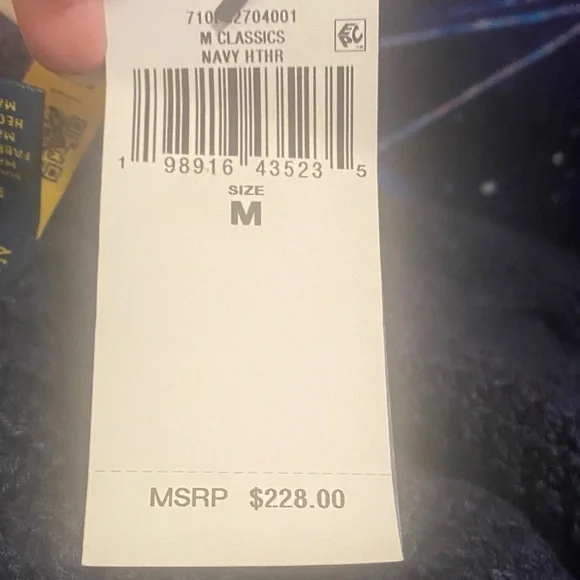 M CLASSICS
NAVY HTHR
1 98916 43523 5
SIZE
M
MSRP $228.00